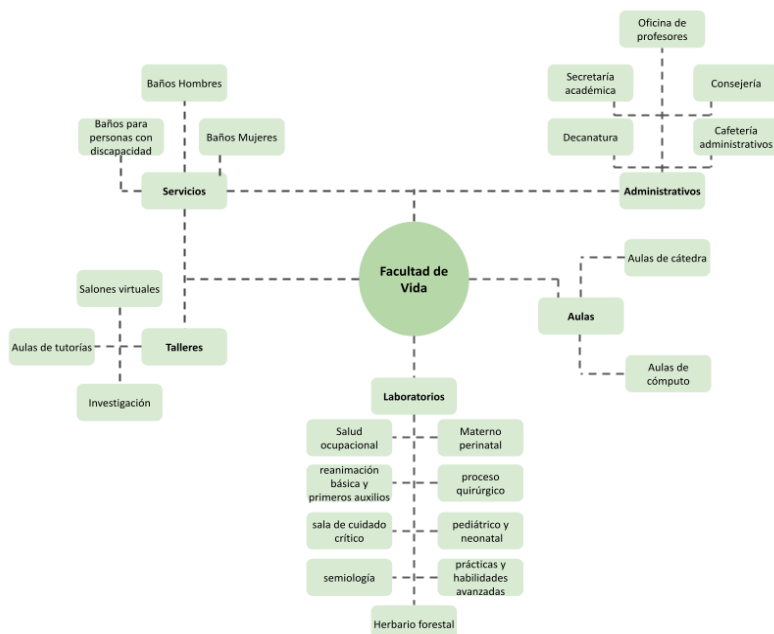 Oficina de
profesores
Secretaría
académica
Consejería
Decanatura
Cafetería
administrativos
Administrativos
Baños Hombres
Baños para
personas con
discapacidad
Baños Mujeres
Servicios
Facultad de
Vida
Aulas de cátedra
Aulas
Aulas de
cómputo
Salones virtuales
Aulas de tutorías
Talleres
Investigación
Laboratorios
Salud
ocupacional
Materno
perinatal
reanimación
básica y
primeros auxilios
proceso
quirúrgico
sala de cuidado
crítico
pediátrico y
neonatal
semiología
prácticas y
habilidades
avanzadas
Herbario forestal